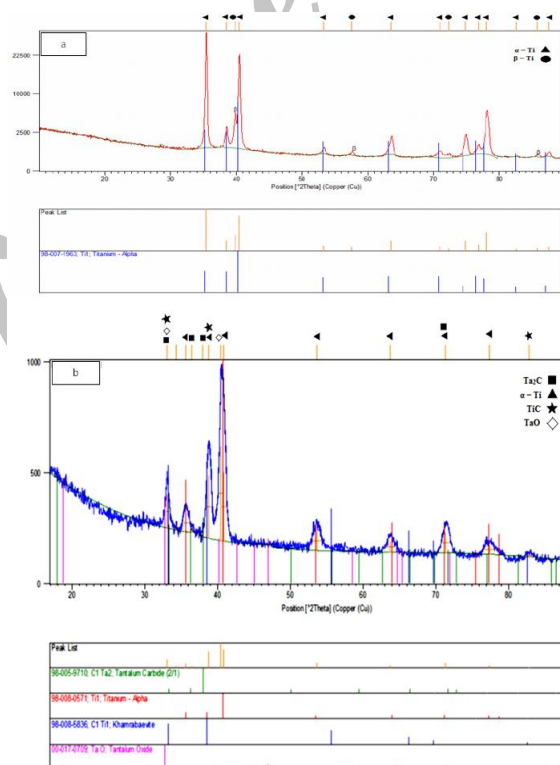 a
α – Ti
β – Ti
22500
10000
2500
0
β
β
β
20 30 40 50 60 70 80
Position [°2Theta] (Copper (Cu))
Peak List
98-007-1963; Ti1; Titanium - Alpha
b
Ta₂C
α – Ti
TiC
TaO
1000
500
0
20 30 40 50 60 70 80
Position [°2Theta] (Copper (Cu))
Peak List
98-005-9710; C1 Ta2; Tantalum Carbide (2/1)
98-008-0571; Ti1; Titanium - Alpha
98-008-5836; C1 Ti1; Khamrabaevite
00-017-0709; Ta O; Tantalum Oxide